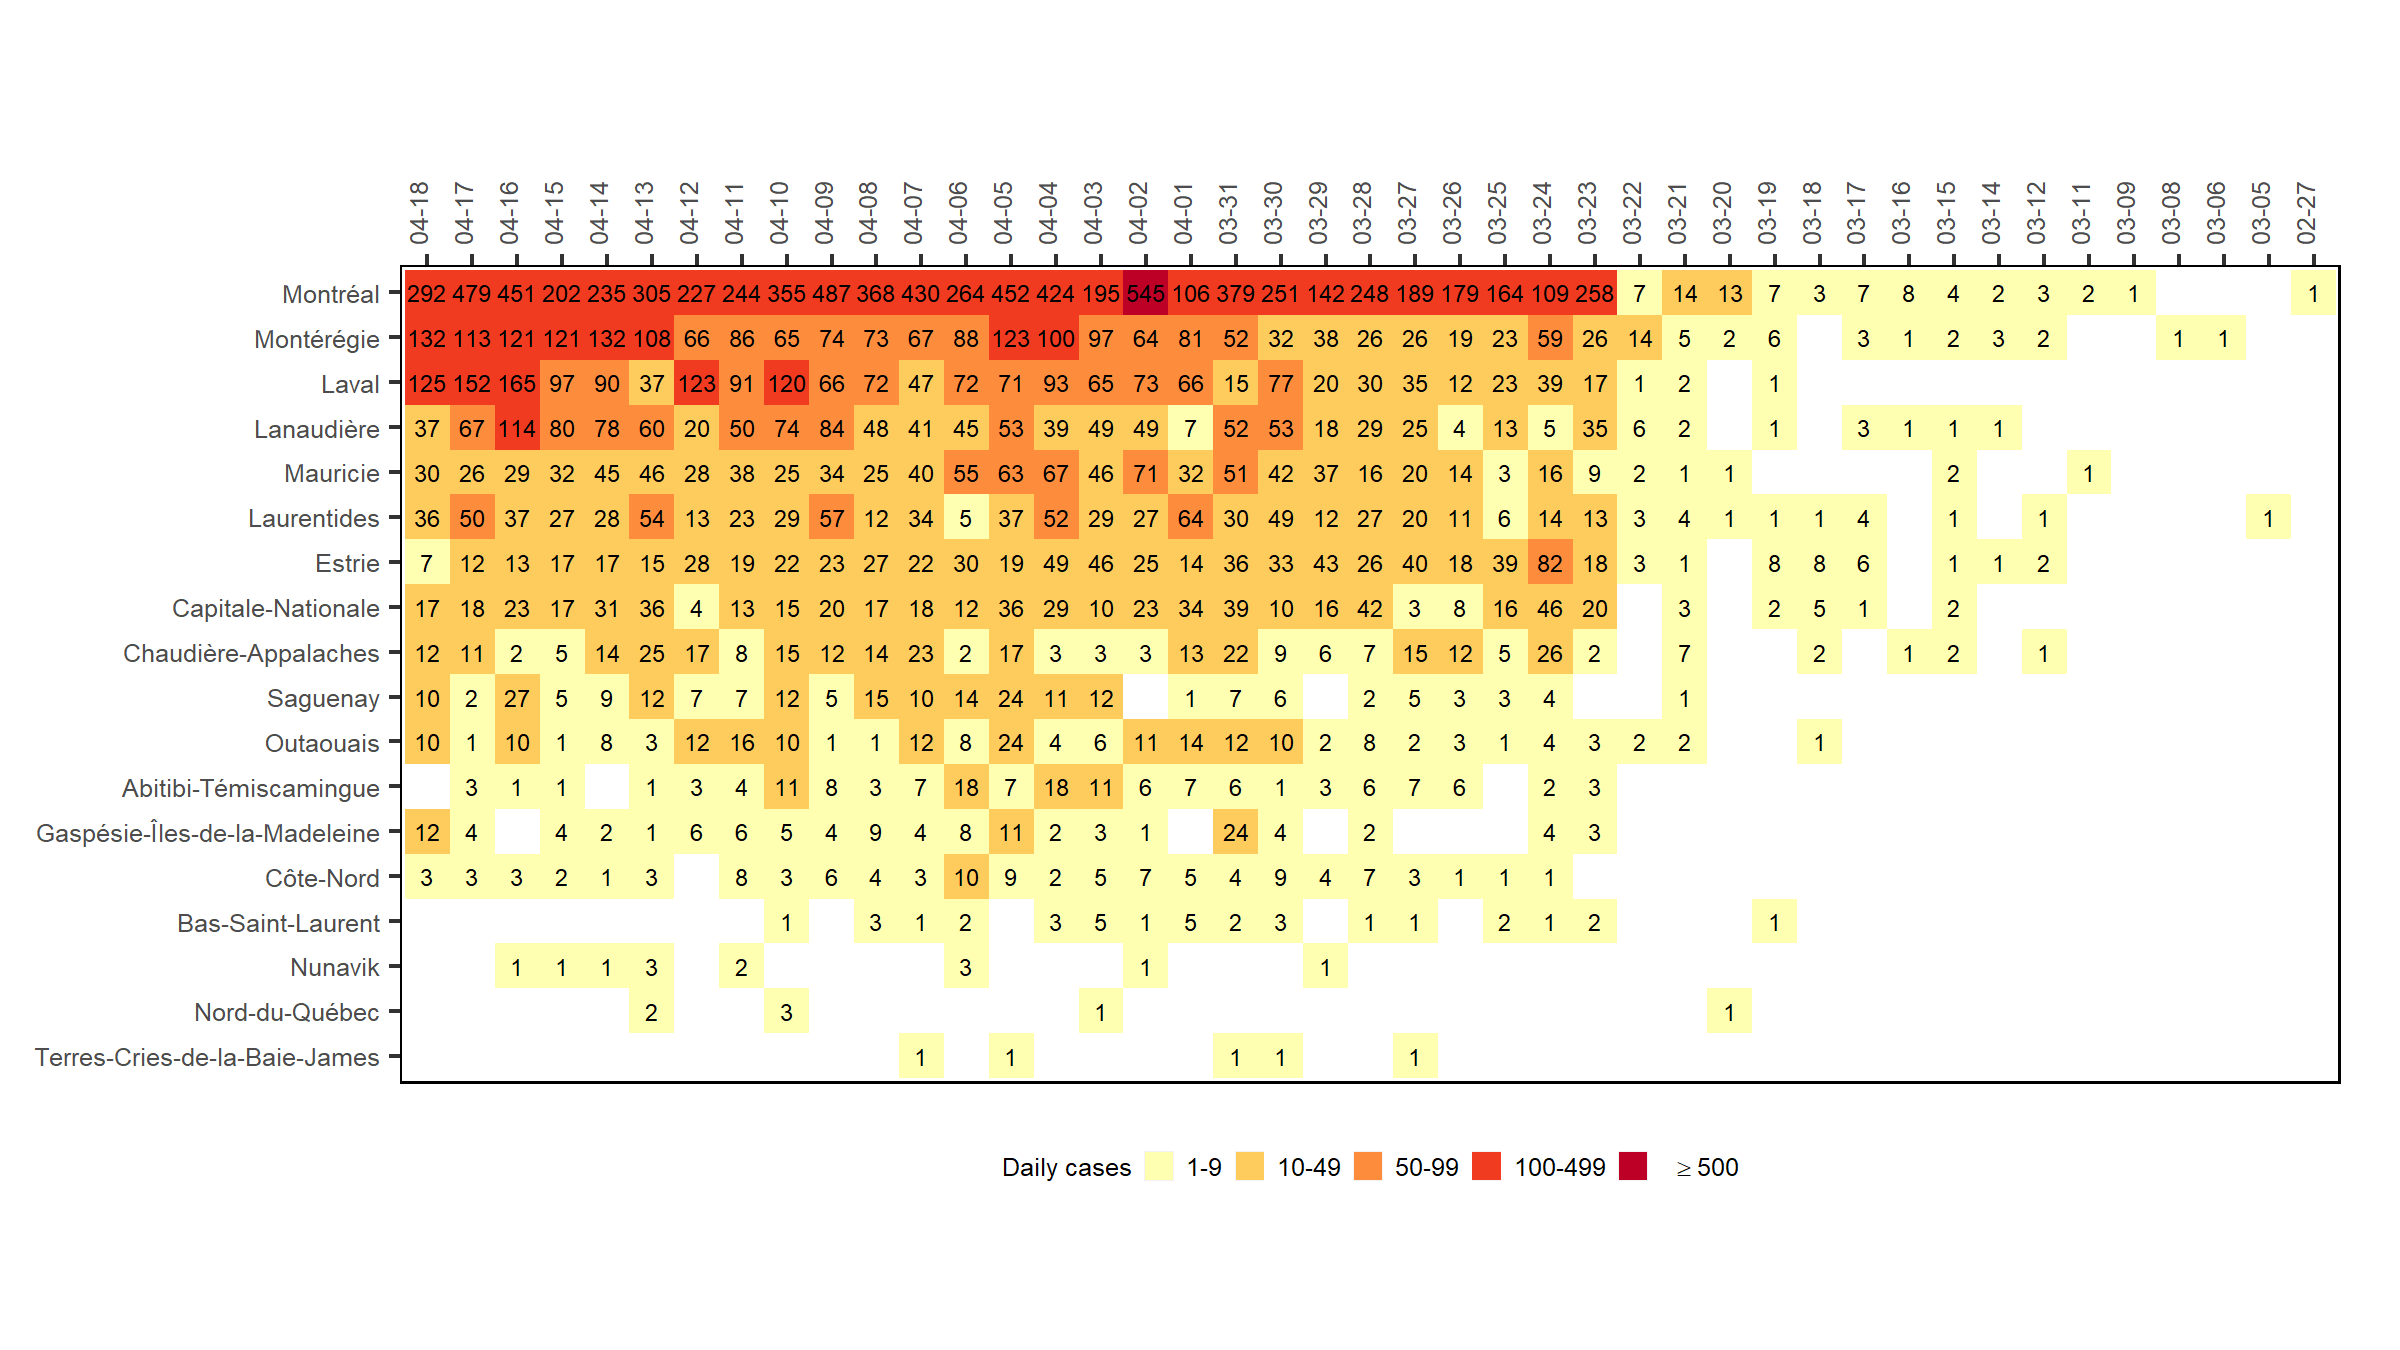 04-18 04-17 04-16 04-15 04-14 04-13 04-12 04-11 04-10 04-09 04-08 04-07 04-06 04-05 04-04 04-03 04-02 04-01 03-31 03-30 03-29 03-28 03-27 03-26 03-25 03-24 03-23 03-22 03-21 03-20 03-19 03-18 03-17 03-16 03-15 03-14 03-12 03-11 03-09 03-08 03-06 03-05 02-27
Montréal 292 479 451 202 235 305 227 244 355 487 368 430 264 452 424 195 545 106 379 251 142 248 189 179 164 109 258 7 14 13 7 3 7 8 4 2 3 2 1 1
Montérégie 132 113 121 121 132 108 66 86 65 74 73 67 88 123 100 97 64 81 52 32 38 26 26 19 23 59 26 14 5 2 6 3 1 2 3 2 1 1
Laval 125 152 165 97 90 37 123 91 120 66 72 47 72 71 93 65 73 66 15 77 20 30 35 12 23 39 17 1 2 1
Lanaudière 37 67 114 80 78 60 20 50 74 84 48 41 45 53 39 49 49 7 52 53 18 29 25 4 13 5 35 6 2 1 3 1 1 1
Mauricie 30 26 29 32 45 46 28 38 25 34 25 40 55 63 67 46 71 32 51 42 37 16 20 14 3 16 9 2 1 1 2 1
Laurentides 36 50 37 27 28 54 13 23 29 57 12 34 5 37 52 29 27 64 30 49 12 27 20 11 6 14 13 3 4 1 1 1 4 1 1 1
Estrie 7 12 13 17 17 15 28 19 22 23 27 22 30 19 49 46 25 14 36 33 43 26 40 18 39 82 18 3 1 8 8 6 1 1 2
Capitale-Nationale 17 18 23 17 31 36 4 13 15 20 17 18 12 36 29 10 23 34 39 10 16 42 3 8 16 46 20 3 2 5 1 2
Chaudière-Appalaches 12 11 2 5 14 25 17 8 15 12 14 23 2 17 3 3 3 13 22 9 6 7 15 12 5 26 2 7 2 1 2 1
Saguenay 10 2 27 5 9 12 7 7 12 5 15 10 14 24 11 12 1 7 6 2 5 3 3 4 1
Outaouais 10 1 10 1 8 3 12 16 10 1 1 12 8 24 4 6 11 14 12 10 2 8 2 3 1 4 3 2 2 1
Abitibi-Témiscamingue 3 1 1 1 3 4 11 8 3 7 18 7 18 11 6 7 6 1 3 6 7 6 2 3
Gaspésie-Îles-de-la-Madeleine 12 4 4 2 1 6 6 5 4 9 4 8 11 2 3 1 24 4 2 4 3
Côte-Nord 3 3 3 2 1 3 8 3 6 4 3 10 9 2 5 7 5 4 9 4 7 3 1 1 1
Bas-Saint-Laurent 1 3 1 2 3 5 1 5 2 3 1 1 2 1 2 1
Nunavik 1 1 1 3 2 3 1 1
Nord-du-Québec 2 3 1 1
Terres-Cries-de-la-Baie-James 1 1 1 1 1
Daily cases 1-9 10-49 50-99 100-499 ≥ 500